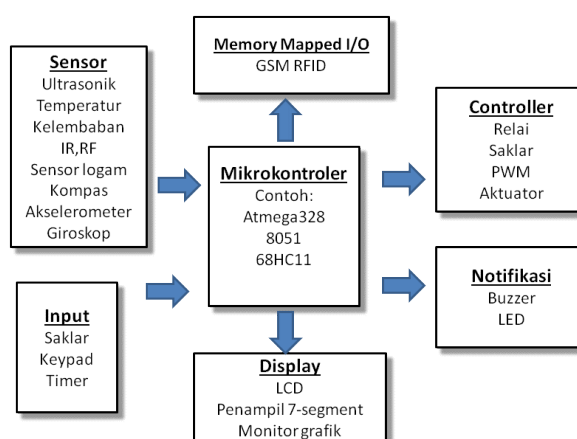 Memory Mapped I/O
GSM RFID
Sensor
Ultrasonik
Temperatur
Kelembaban
IR,RF
Sensor logam
Kompas
Akselerometer
Giroskop
Mikrokontroler
Contoh:
Atmega328
8051
68HC11
Controller
Relai
Saklar
PWM
Aktuator
Input
Saklar
Keypad
Timer
Notifikasi
Buzzer
LED
Display
LCD
Penampil 7-segment
Monitor grafik